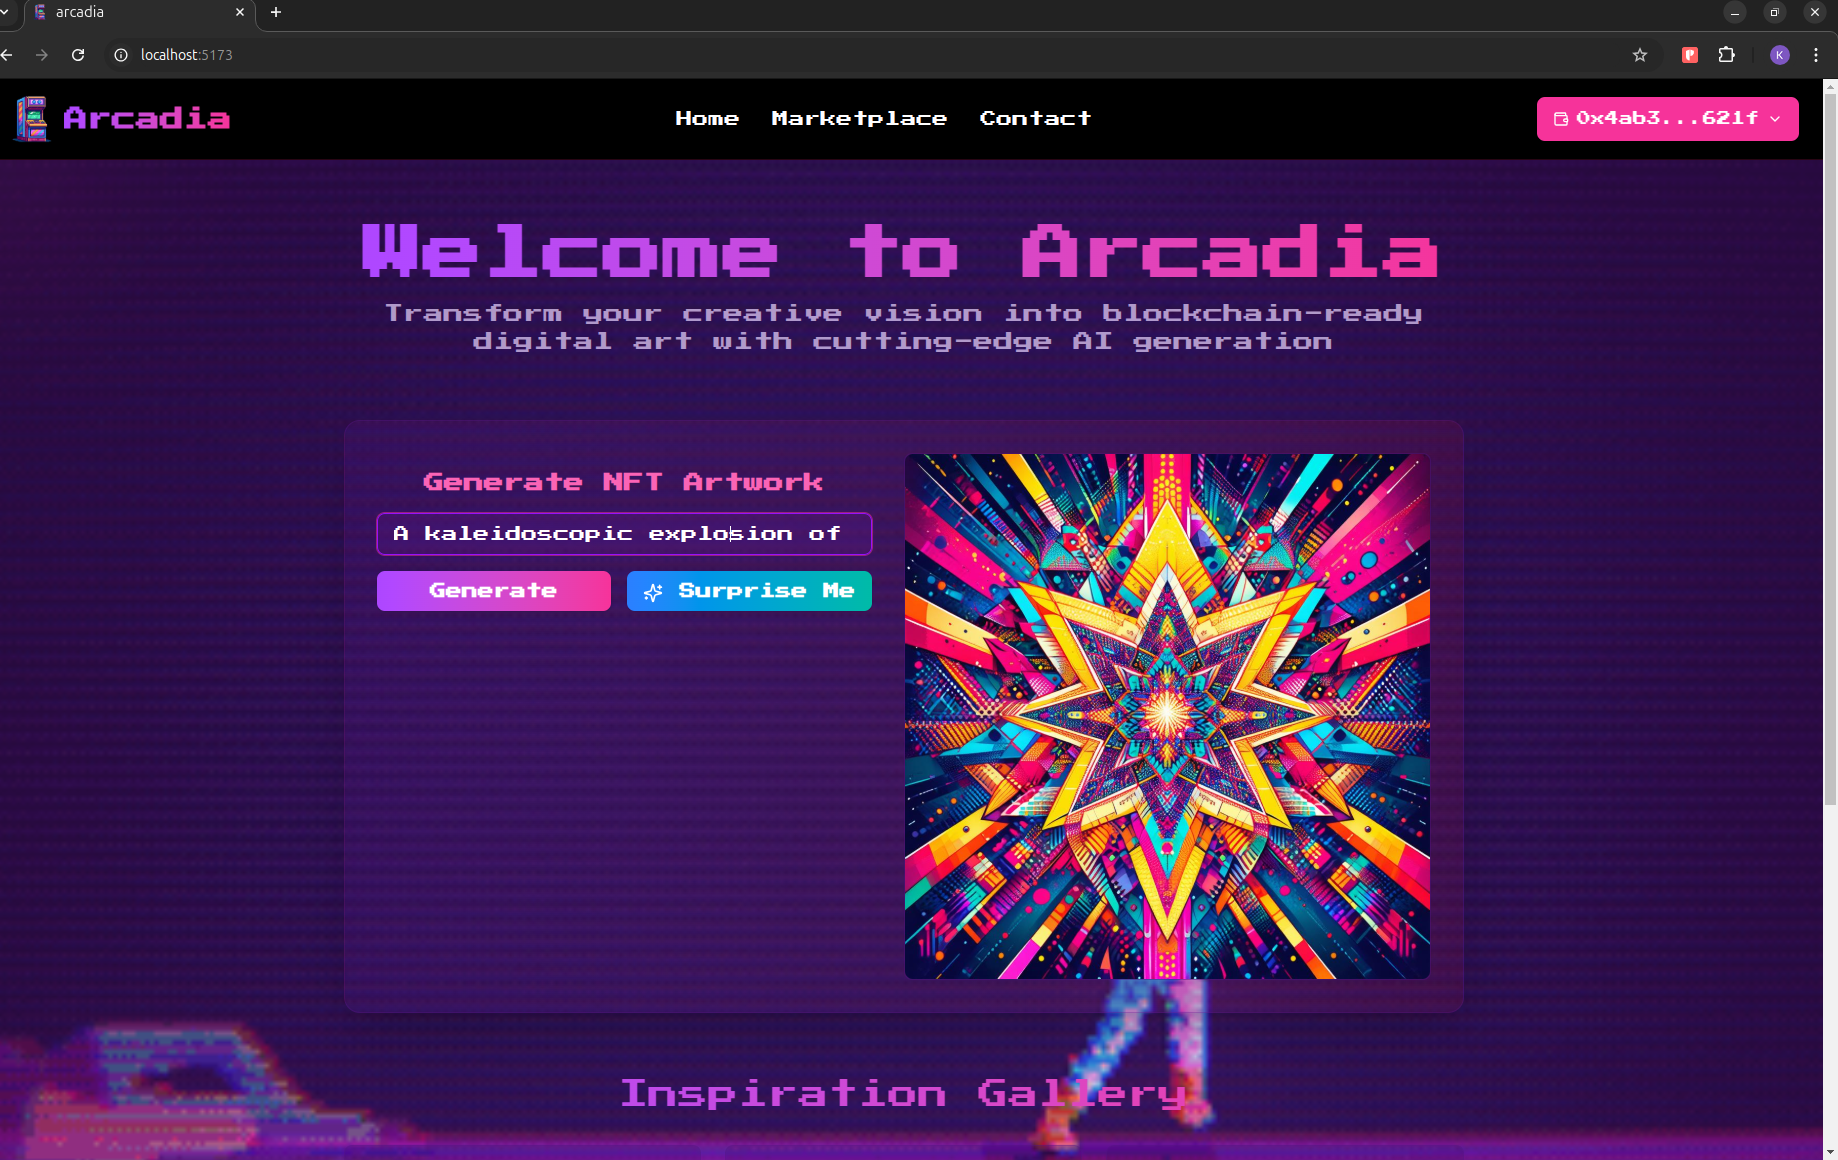 arcadia
localhost:5173
K
Arcadia
Home Marketplace Contact
0x4ab3...621f
Welcome to Arcadia
Transform your creative vision into blockchain-ready
digital art with cutting-edge AI generation
Generate NFT Artwork
A kaleidoscopic explosion of
Generate
Surprise Me
Inspiration Gallery